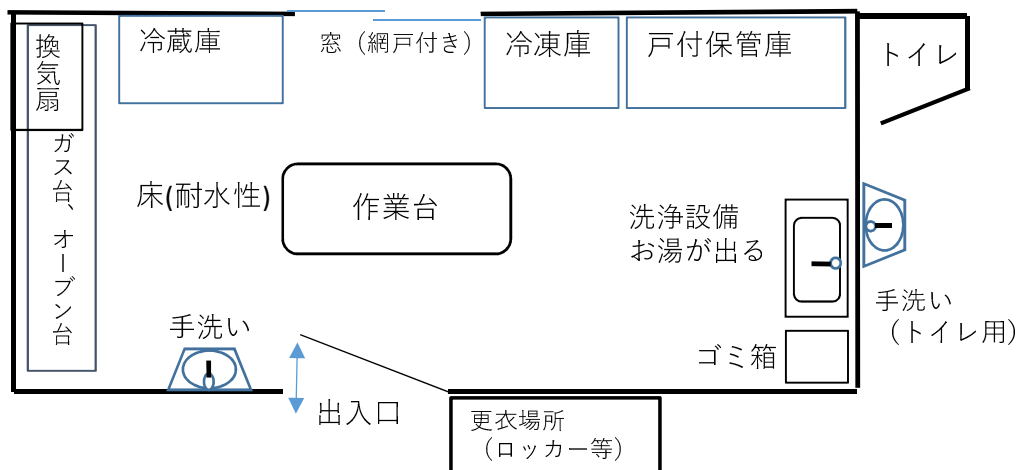 換気扇
冷蔵庫
窓（網戸付き）
冷凍庫
戸付保管庫
トイレ
ガス台、オーブン台
床(耐水性)
作業台
洗浄設備
お湯が出る
手洗い
（トイレ用）
手洗い
ゴミ箱
出入口
更衣場所
（ロッカー等）